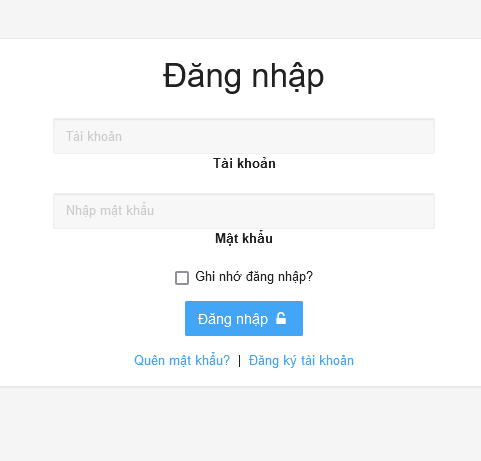 Đăng nhập
Tài khoản
Tài khoản
Nhập mật khẩu
Mật khẩu
Ghi nhớ đăng nhập?
Đăng nhập
Quên mật khẩu? | Đăng ký tài khoản